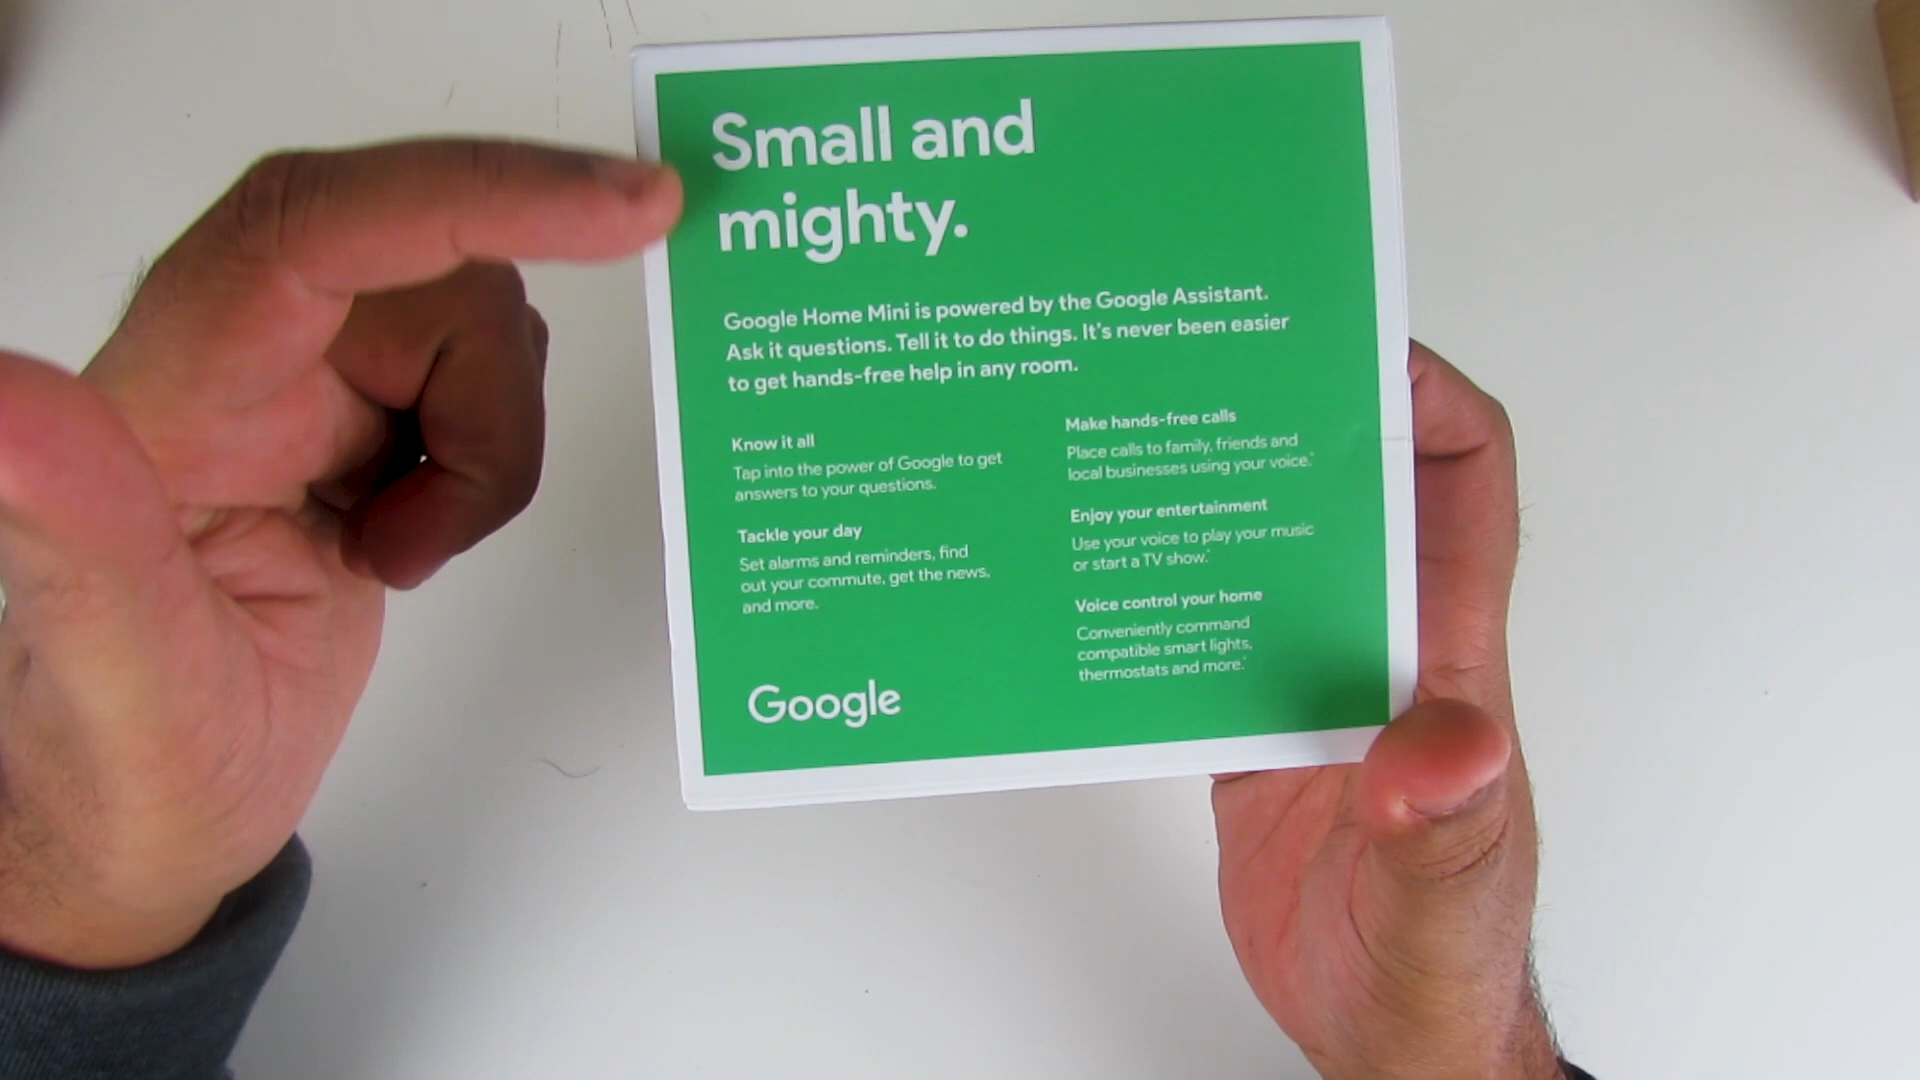 Small and
mighty.
Google Home Mini is powered by the Google Assistant.
Ask it questions. Tell it to do things. It's never been easier
to get hands-free help in any room.
Know it all
Tap into the power of Google to get
answers to your questions.
Tackle your day
Set alarms and reminders, find
out your commute, get the news,
and more.
Make hands-free calls
Place calls to family, friends and
local businesses using your voice.*
Enjoy your entertainment
Use your voice to play your music
or start a TV show.*
Voice control your home
Conveniently command
compatible smart lights,
thermostats and more.*
Google